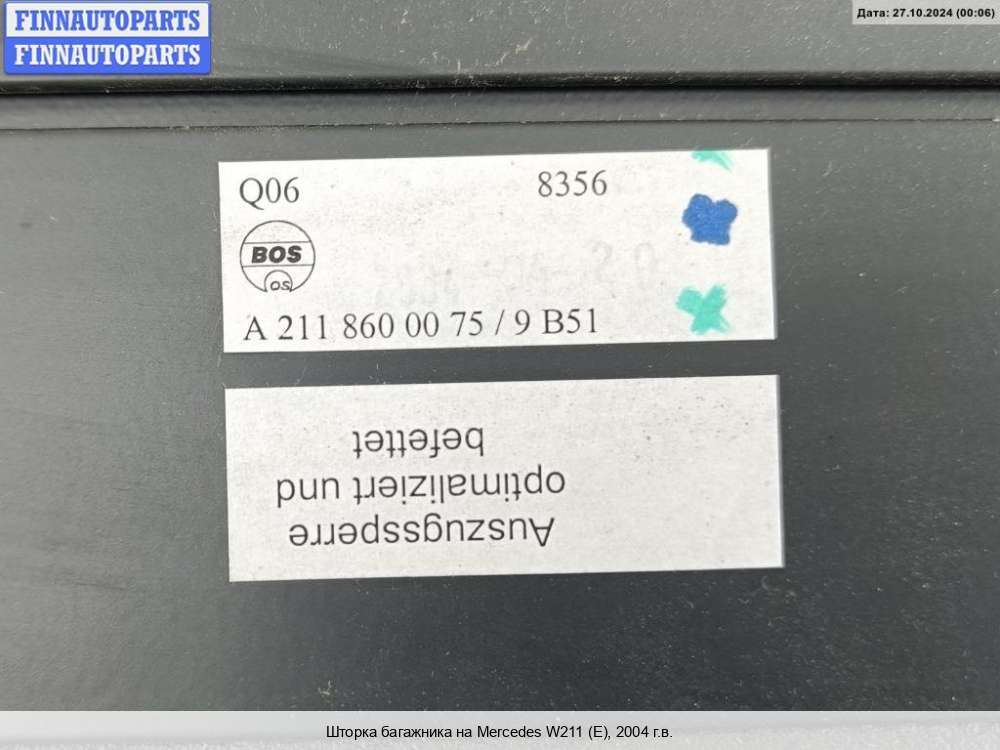 FINNAUTOPARTS
FINNAUTOPARTS
Дата: 27.10.2024 (00:06)
Q06 8356
BOS
OS
A 211 860 00 75 / 9 B51
Auszugssperre
optimaliziert und
befettet
Шторка багажника на Mercedes W211 (E), 2004 г.в.